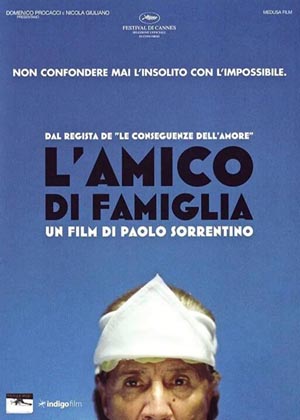 DOMENICO PROCACCI e NICOLA GIULIANO
PRESENTANO
FESTIVAL DE CANNES
MEDUSA FILM
NON CONFONDERE MAI L'INSOLITO CON L'IMPOSSIBILE.
DAL REGISTA DE "LE CONSEGUENZE DELL'AMORE"
L'AMICO
DI FAMIGLIA
UN FILM DI PAOLO SORRENTINO
indigofilm